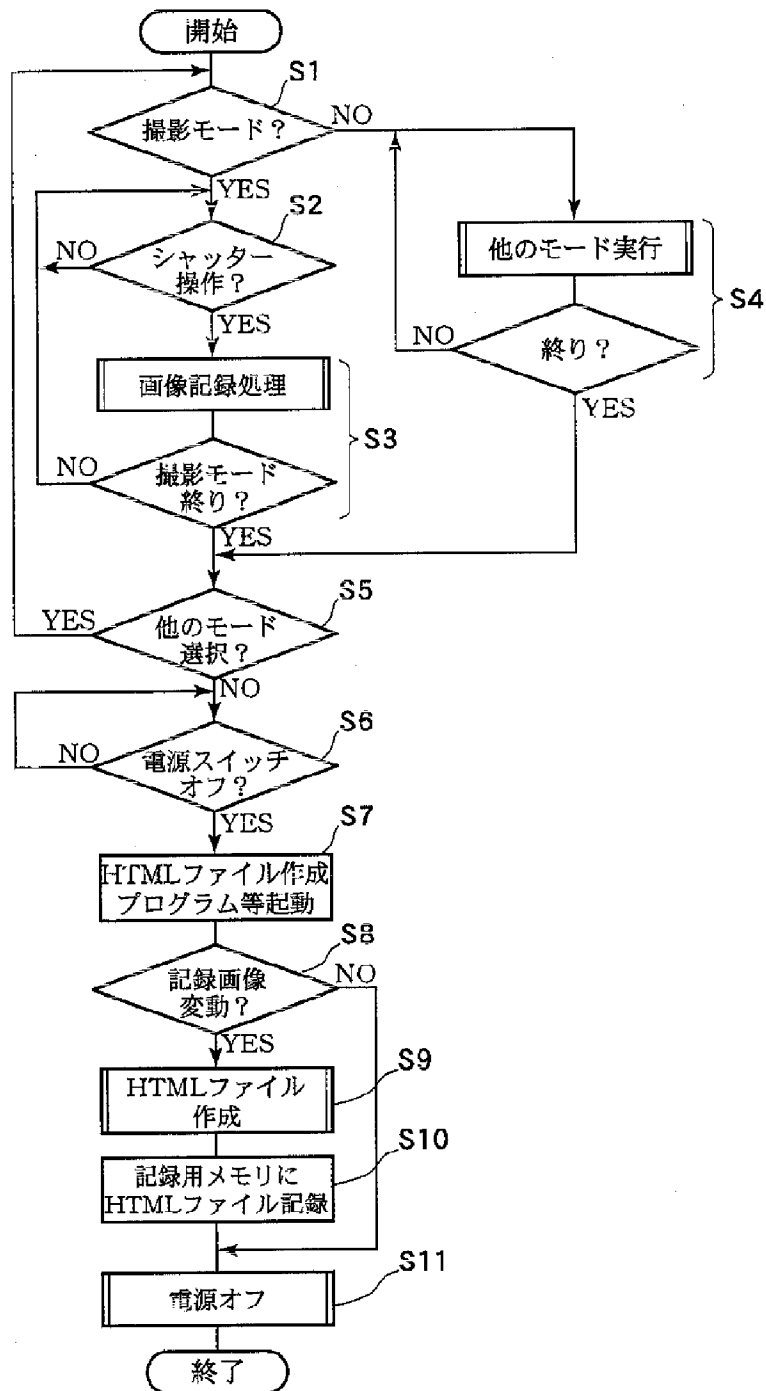 開始
S1
撮影モード？
NO
YES
S2
NO
シャッター
操作？
YES
他のモード実行
S4
NO
終り？
YES
画像記録処理
S3
NO
撮影モード
終り？
YES
S5
YES
他のモード
選択？
NO
S6
NO
電源スイッチ
オフ？
YES
S7
HTMLファイル作成
プログラム等起動
S8
NO
記録画像
変動？
YES
S9
HTMLファイル
作成
S10
記録用メモリに
HTMLファイル記録
S11
電源オフ
終了